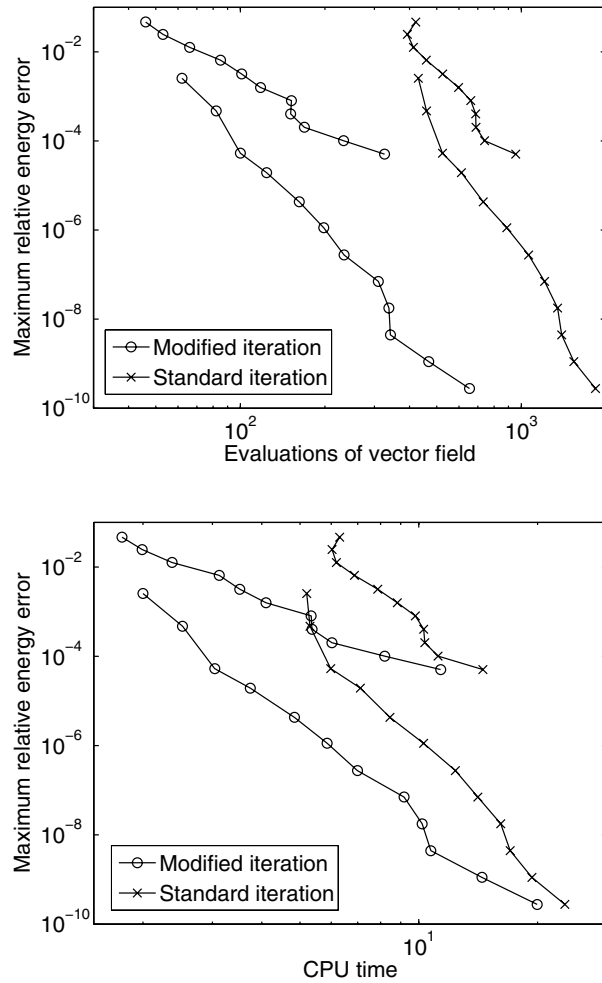 10^{-2}
10^{-4}
10^{-6}
10^{-8}
10^{-10}
Maximum relative energy error
Modified iteration
Standard iteration
10^2
10^3
Evaluations of vector field
10^{-2}
10^{-4}
10^{-6}
10^{-8}
10^{-10}
Maximum relative energy error
Modified iteration
Standard iteration
10^1
CPU time